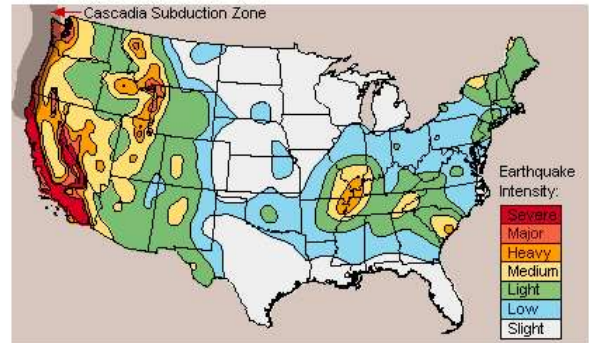 Cascadia Subduction Zone
Earthquake
Intensity:
Severe
Major
Heavy
Medium
Light
Low
Slight